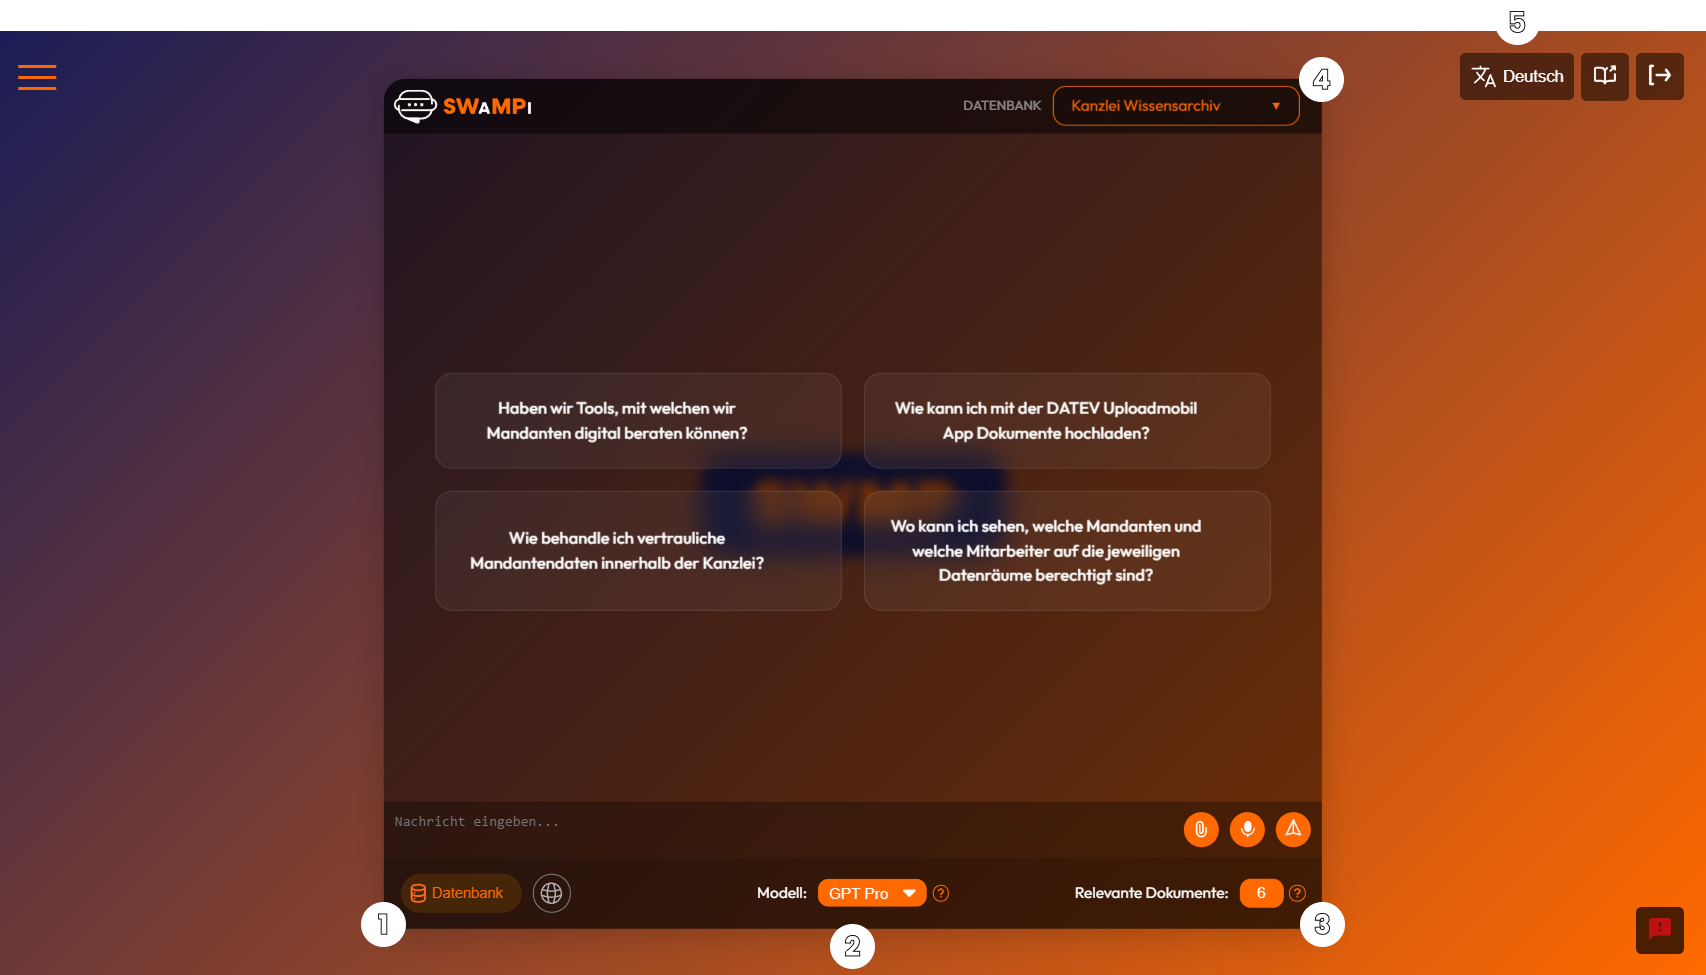 5
Deutsch
4
SWAMPI
DATENBANK
Kanzlei Wissensarchiv
Haben wir Tools, mit welchen wir
Mandanten digital beraten können?
Wie kann ich mit der DATEV Uploadmobil
App Dokumente hochladen?
SWAMP
Wie behandle ich vertrauliche
Mandantendaten innerhalb der Kanzlei?
Wo kann ich sehen, welche Mandanten und
welche Mitarbeiter auf die jeweiligen
Datenräume berechtigt sind?
Nachricht eingeben...
Datenbank
Modell:
GPT Pro
?
Relevante Dokumente:
6
?
1
2
3